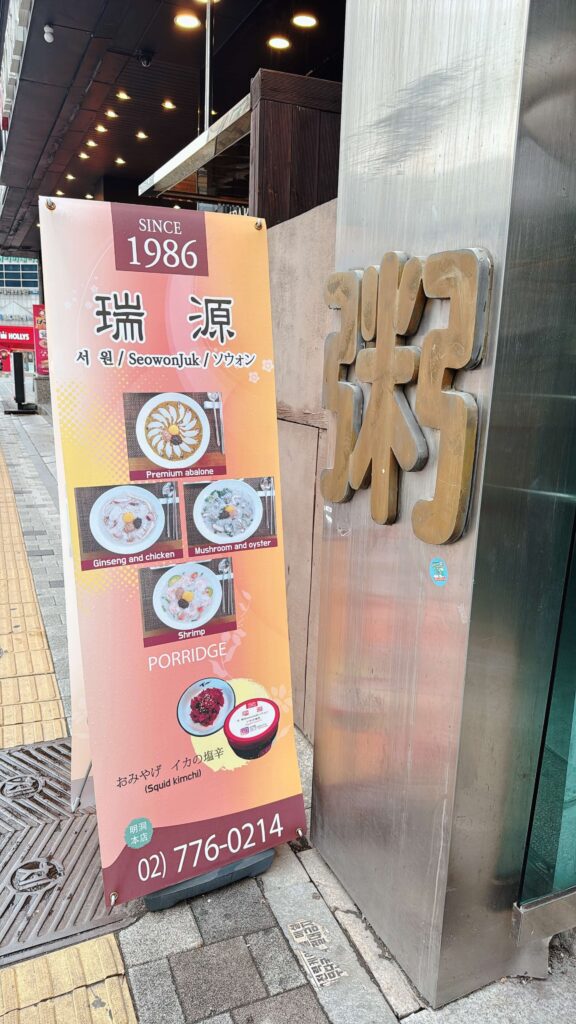 SINCE
1986
瑞源
서원 / SeowonJuk / ソウォン
Premium abalone
Ginseng and chicken
Mushroom and oyster
Shrimp
PORRIDGE
おみやげ イカの塩辛
(Squid kimchi)
明洞
本店
02) 776-0214
粥
HOLLYS